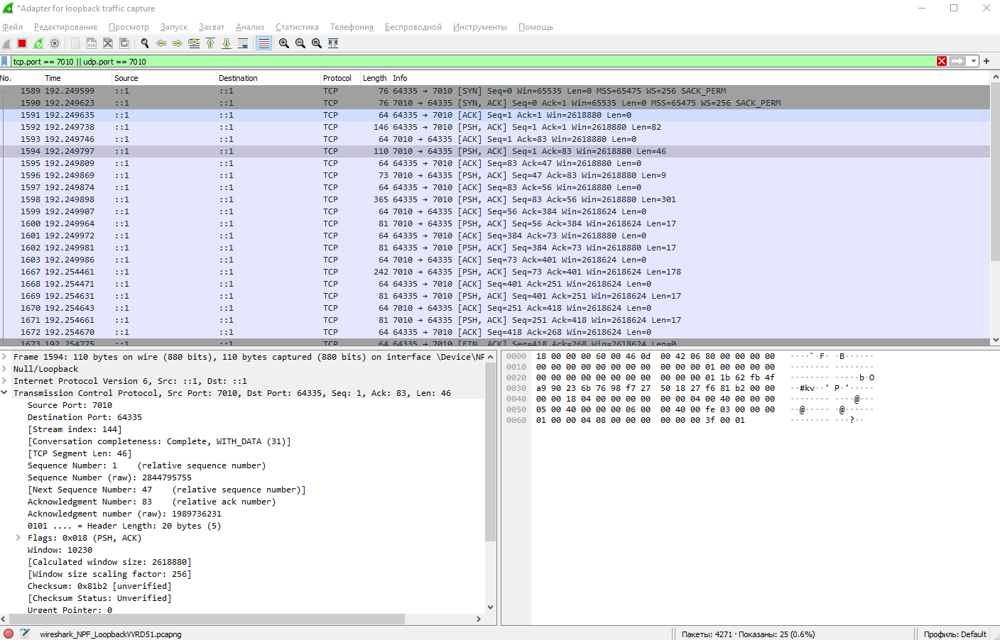 *Adapter for loopback traffic capture
Файл Редактирование Просмотр Запуск Захват Анализ Статистика Телефония Беспроводной Инструменты Помощь
tcp.port == 7010 || udp.port == 7010
No. Time Source Destination Protocol Length Info
1589 192.249599 ::1 ::1 TCP 76 64335 → 7010 [SYN] Seq=0 Win=65535 Len=0 MSS=65475 WS=256 SACK_PERM
1590 192.249623 ::1 ::1 TCP 76 7010 → 64335 [SYN, ACK] Seq=0 Ack=1 Win=65535 Len=0 MSS=65475 WS=256 SACK_PERM
1591 192.249635 ::1 ::1 TCP 64 64335 → 7010 [ACK] Seq=1 Ack=1 Win=2618880 Len=0
1592 192.249738 ::1 ::1 TCP 146 64335 → 7010 [PSH, ACK] Seq=1 Ack=1 Win=2618880 Len=82
1593 192.249746 ::1 ::1 TCP 64 7010 → 64335 [ACK] Seq=1 Ack=83 Win=2618880 Len=0
1594 192.249797 ::1 ::1 TCP 110 7010 → 64335 [PSH, ACK] Seq=1 Ack=83 Win=2618880 Len=46
1595 192.249809 ::1 ::1 TCP 64 64335 → 7010 [ACK] Seq=83 Ack=47 Win=2618880 Len=0
1596 192.249869 ::1 ::1 TCP 73 7010 → 64335 [PSH, ACK] Seq=47 Ack=83 Win=2618880 Len=9
1597 192.249874 ::1 ::1 TCP 64 64335 → 7010 [ACK] Seq=83 Ack=56 Win=2618880 Len=0
1598 192.249898 ::1 ::1 TCP 365 64335 → 7010 [PSH, ACK] Seq=83 Ack=56 Win=2618880 Len=301
1599 192.249907 ::1 ::1 TCP 64 7010 → 64335 [ACK] Seq=56 Ack=384 Win=2618624 Len=0
1600 192.249964 ::1 ::1 TCP 81 7010 → 64335 [PSH, ACK] Seq=56 Ack=384 Win=2618624 Len=17
1601 192.249972 ::1 ::1 TCP 64 64335 → 7010 [ACK] Seq=384 Ack=73 Win=2618880 Len=0
1602 192.249981 ::1 ::1 TCP 81 64335 → 7010 [PSH, ACK] Seq=384 Ack=73 Win=2618880 Len=17
1603 192.249986 ::1 ::1 TCP 64 7010 → 64335 [ACK] Seq=73 Ack=401 Win=2618624 Len=0
1667 192.254461 ::1 ::1 TCP 242 7010 → 64335 [PSH, ACK] Seq=73 Ack=401 Win=2618624 Len=178
1668 192.254471 ::1 ::1 TCP 64 64335 → 7010 [ACK] Seq=401 Ack=251 Win=2618624 Len=0
1669 192.254631 ::1 ::1 TCP 81 64335 → 7010 [PSH, ACK] Seq=401 Ack=251 Win=2618624 Len=17
1670 192.254643 ::1 ::1 TCP 64 7010 → 64335 [ACK] Seq=251 Ack=418 Win=2618624 Len=0
1671 192.254661 ::1 ::1 TCP 81 7010 → 64335 [PSH, ACK] Seq=251 Ack=418 Win=2618624 Len=17
1672 192.254670 ::1 ::1 TCP 64 64335 → 7010 [ACK] Seq=418 Ack=268 Win=2618624 Len=0
1673 192.254775 ::1 ::1 TCP 64 64335 → 7010 [FIN, ACK] Seq=418 Ack=268 Win=2618624 Len=0
Frame 1594: 110 bytes on wire (880 bits), 110 bytes captured (880 bits) on interface \Device\NP
Null/Loopback
Internet Protocol Version 6, Src: ::1, Dst: ::1
Transmission Control Protocol, Src Port: 7010, Dst Port: 64335, Seq: 1, Ack: 83, Len: 46
Source Port: 7010
Destination Port: 64335
[Stream index: 144]
[Conversation completeness: Complete, WITH_DATA (31)]
[TCP Segment Len: 46]
Sequence Number: 1 (relative sequence number)
Sequence Number (raw): 2844795755
[Next Sequence Number: 47 (relative sequence number)]
Acknowledgment Number: 83 (relative ack number)
Acknowledgment number (raw): 1989736231
0101 .... = Header Length: 20 bytes (5)
Flags: 0x018 (PSH, ACK)
Window: 10230
[Calculated window size: 2618880]
[Window size scaling factor: 256]
Checksum: 0x81b2 [unverified]
[Checksum Status: Unverified]
Urgent Pointer: 0
0000 18 00 00 00 60 00 46 0d 00 42 06 80 00 00 00 00 ····`·F· ·B······
0010 00 00 00 00 00 00 00 00 00 00 00 01 00 00 00 00 ········ ········
0020 00 00 00 00 00 00 00 00 00 00 00 01 1b 62 fb 4f ········ ·····b·O
0030 a9 90 23 6b 76 98 f7 27 50 18 27 f6 81 b2 00 00 ··#kv··' P·'·····
0040 00 00 18 04 00 00 00 00 00 00 04 00 40 00 00 00 ········ ····@···
0050 05 00 40 00 00 00 06 00 00 40 00 fe 03 00 00 00 ··@····· ·@······
0060 01 00 00 04 08 00 00 00 00 00 00 3f 00 01 ········ ···?··
wireshark_NPF_LoopbackVVRD51.pcapng
Пакеты: 4271 · Показаны: 25 (0.6%)
Профиль: Default